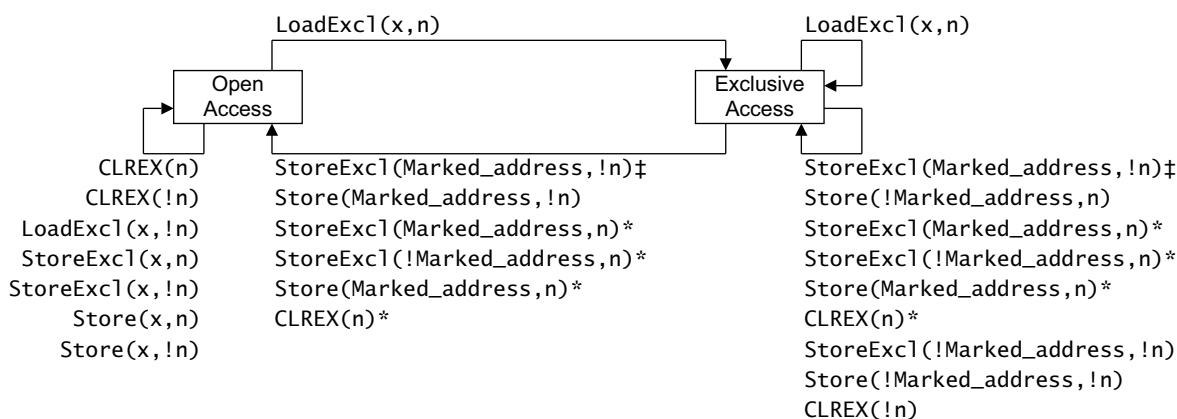 LoadExcl(x,n)
LoadExcl(x,n)
Open
Access
Exclusive
Access
CLREX(n)
CLREX(!n)
LoadExcl(x,!n)
StoreExcl(x,n)
StoreExcl(x,!n)
Store(x,n)
Store(x,!n)
StoreExcl(Marked_address,!n)‡
Store(Marked_address,!n)
StoreExcl(Marked_address,n)*
StoreExcl(!Marked_address,n)*
Store(Marked_address,n)*
CLREX(n)*
StoreExcl(Marked_address,!n)‡
Store(!Marked_address,n)
StoreExcl(Marked_address,n)*
StoreExcl(!Marked_address,n)*
Store(Marked_address,n)*
CLREX(n)*
StoreExcl(!Marked_address,!n)
Store(!Marked_address,!n)
CLREX(!n)